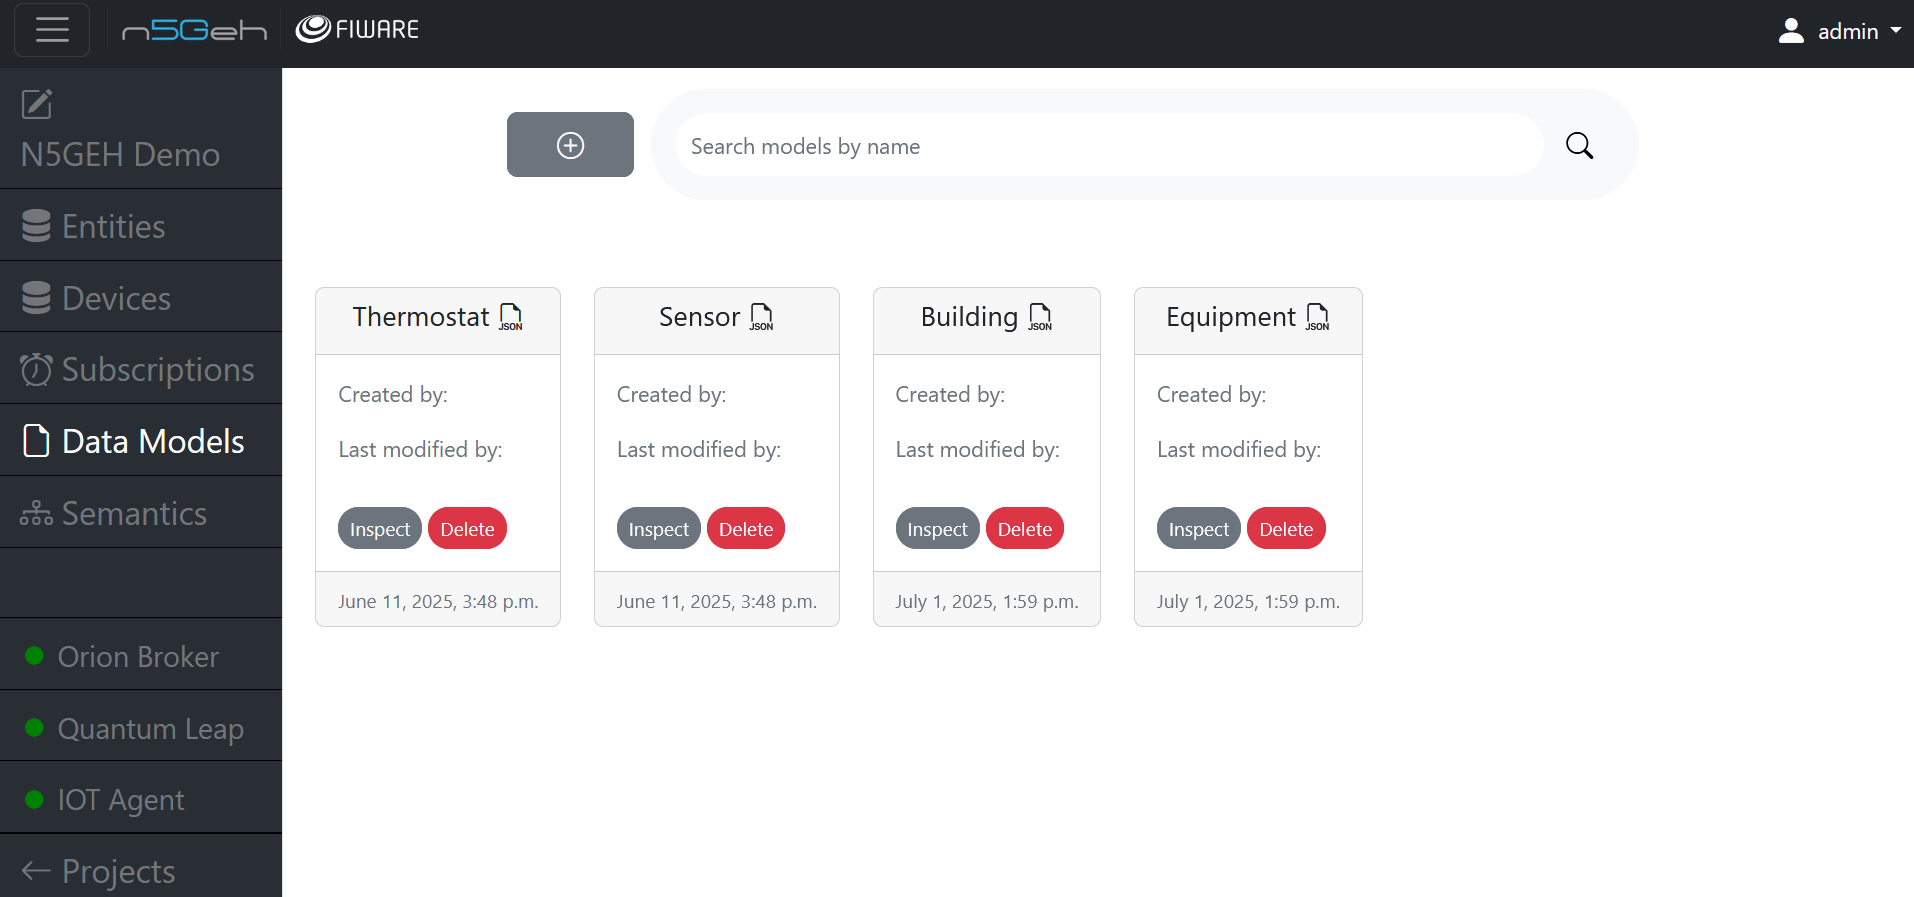 n5Geh
FIWARE
admin
N5GEH Demo
Entities
Devices
Subscriptions
Data Models
Semantics
Orion Broker
Quantum Leap
IOT Agent
Projects
Search models by name
Thermostat JSON
Created by:
Last modified by:
Inspect Delete
June 11, 2025, 3:48 p.m.
Sensor JSON
Created by:
Last modified by:
Inspect Delete
June 11, 2025, 3:48 p.m.
Building JSON
Created by:
Last modified by:
Inspect Delete
July 1, 2025, 1:59 p.m.
Equipment JSON
Created by:
Last modified by:
Inspect Delete
July 1, 2025, 1:59 p.m.